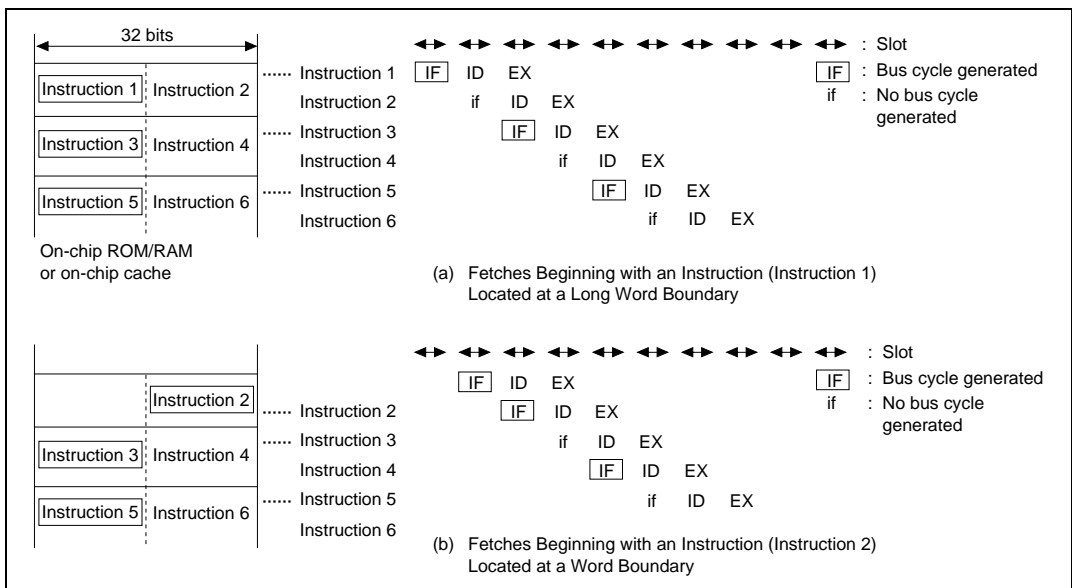 32 bits
: Slot
Instruction 1 Instruction 2 ...... Instruction 1 IF ID EX IF : Bus cycle generated
Instruction 2 if ID EX if : No bus cycle
generated
Instruction 3 Instruction 4 ...... Instruction 3 IF ID EX
Instruction 4 if ID EX
Instruction 5 Instruction 6 ...... Instruction 5 IF ID EX
Instruction 6 if ID EX
On-chip ROM/RAM
or on-chip cache
(a) Fetches Beginning with an Instruction (Instruction 1)
Located at a Long Word Boundary
: Slot
IF ID EX IF : Bus cycle generated
Instruction 2 ...... Instruction 2 IF ID EX if : No bus cycle
generated
Instruction 3 Instruction 4 ...... Instruction 3 if ID EX
Instruction 4 IF ID EX
Instruction 5 Instruction 6 ...... Instruction 5 if ID EX
Instruction 6
(b) Fetches Beginning with an Instruction (Instruction 2)
Located at a Word Boundary